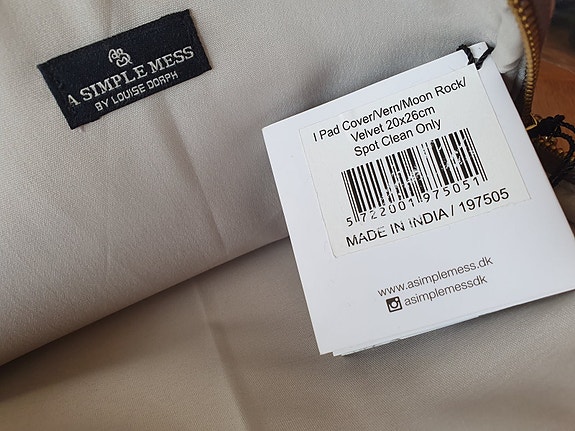 A SIMPLE MESS
BY LOUISE DORPH
I Pad Cover/Vern/Moon Rock/
Velvet 20x26cm
Spot Clean Only
5 722001 975051
MADE IN INDIA / 197505
www.asimplemess.dk
asimplemessdk